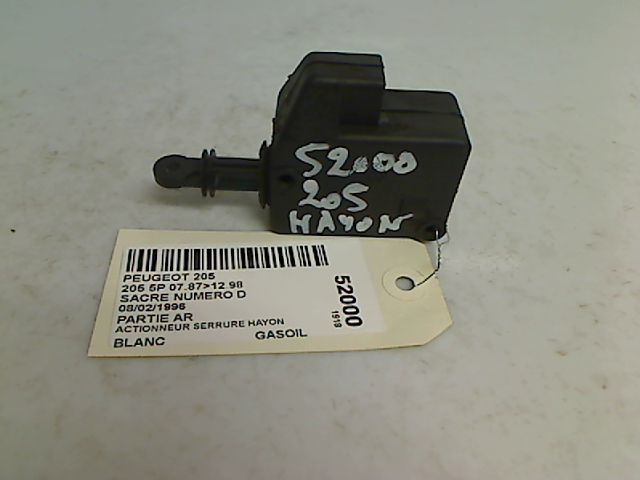 52000
205
HAYON
PEUGEOT 205
205 5P 07.87>12.98
SACRE NUMERO D
08/02/1996
PARTIE AR
ACTIONNEUR SERRURE HAYON
BLANC GASOIL
52000
1919